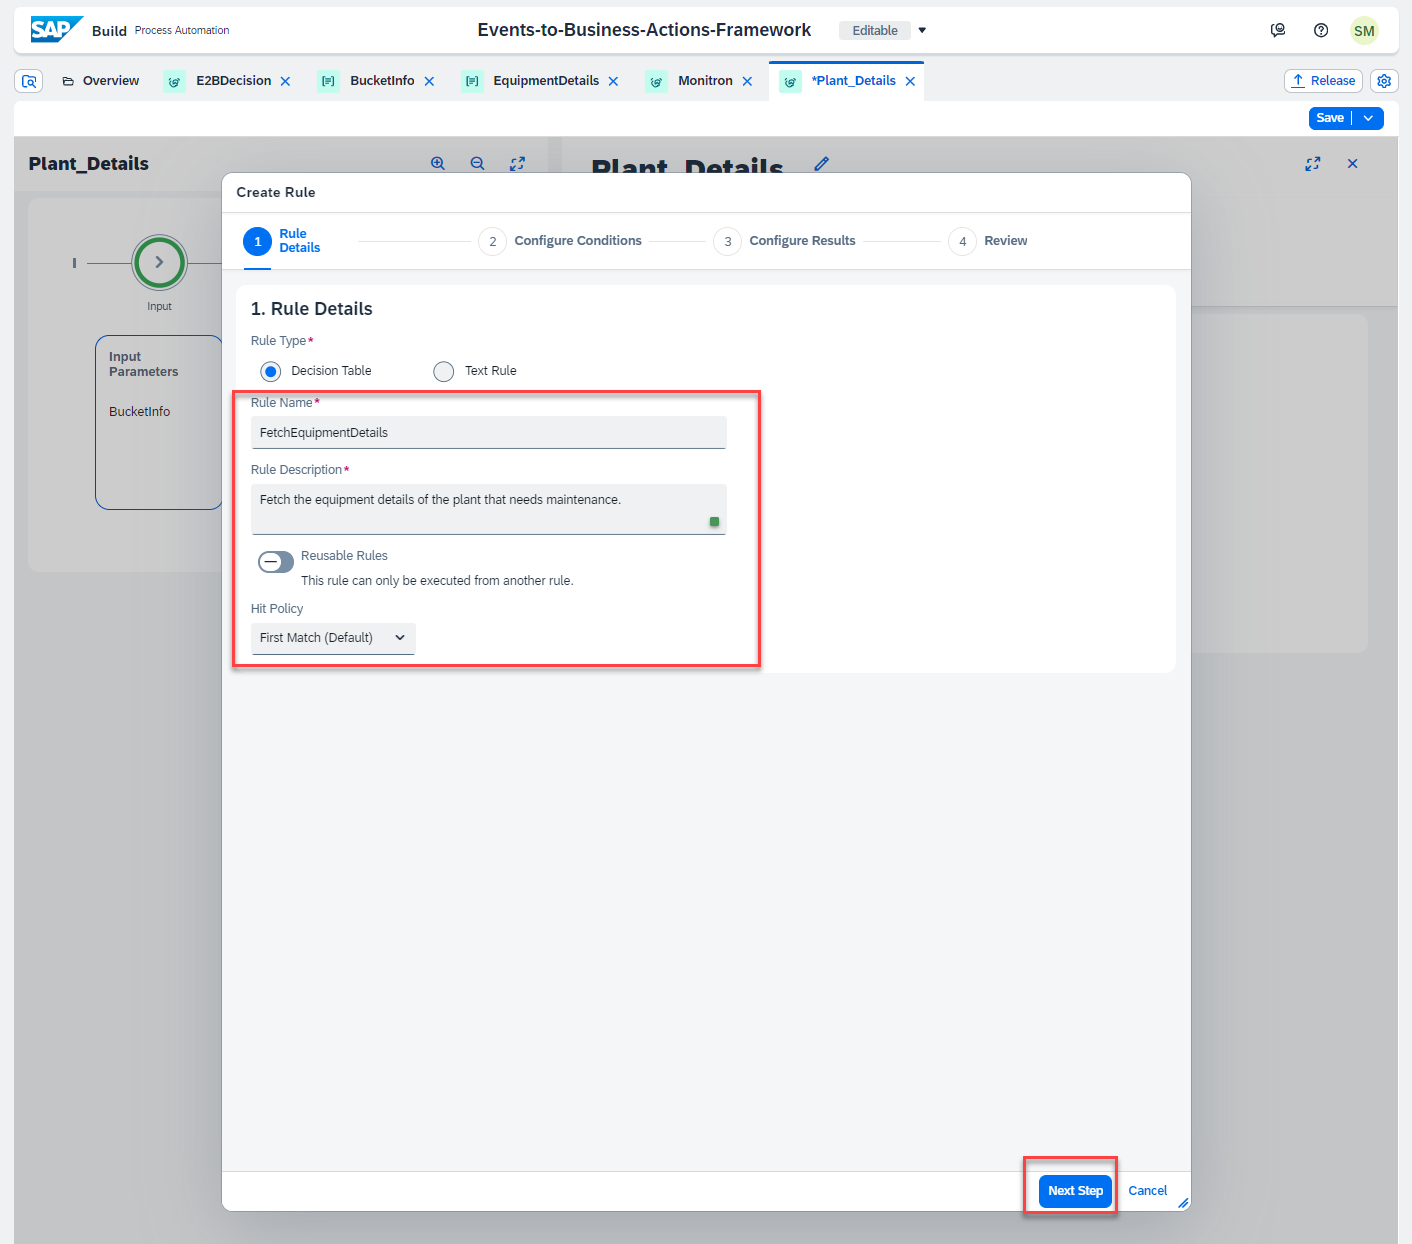 SAP Build Process Automation
Events-to-Business-Actions-Framework
Editable
SM
Overview
E2BDecision
BucketInfo
EquipmentDetails
Monitron
*Plant_Details
Release
Save
Plant_Details
Plant_Details
Input
Input
Parameters
BucketInfo
Create Rule
1 Rule
Details
2 Configure Conditions
3 Configure Results
4 Review
1. Rule Details
Rule Type*
Decision Table
Text Rule
Rule Name*
FetchEquipmentDetails
Rule Description*
Fetch the equipment details of the plant that needs maintenance.
Reusable Rules
This rule can only be executed from another rule.
Hit Policy
First Match (Default)
Next Step
Cancel